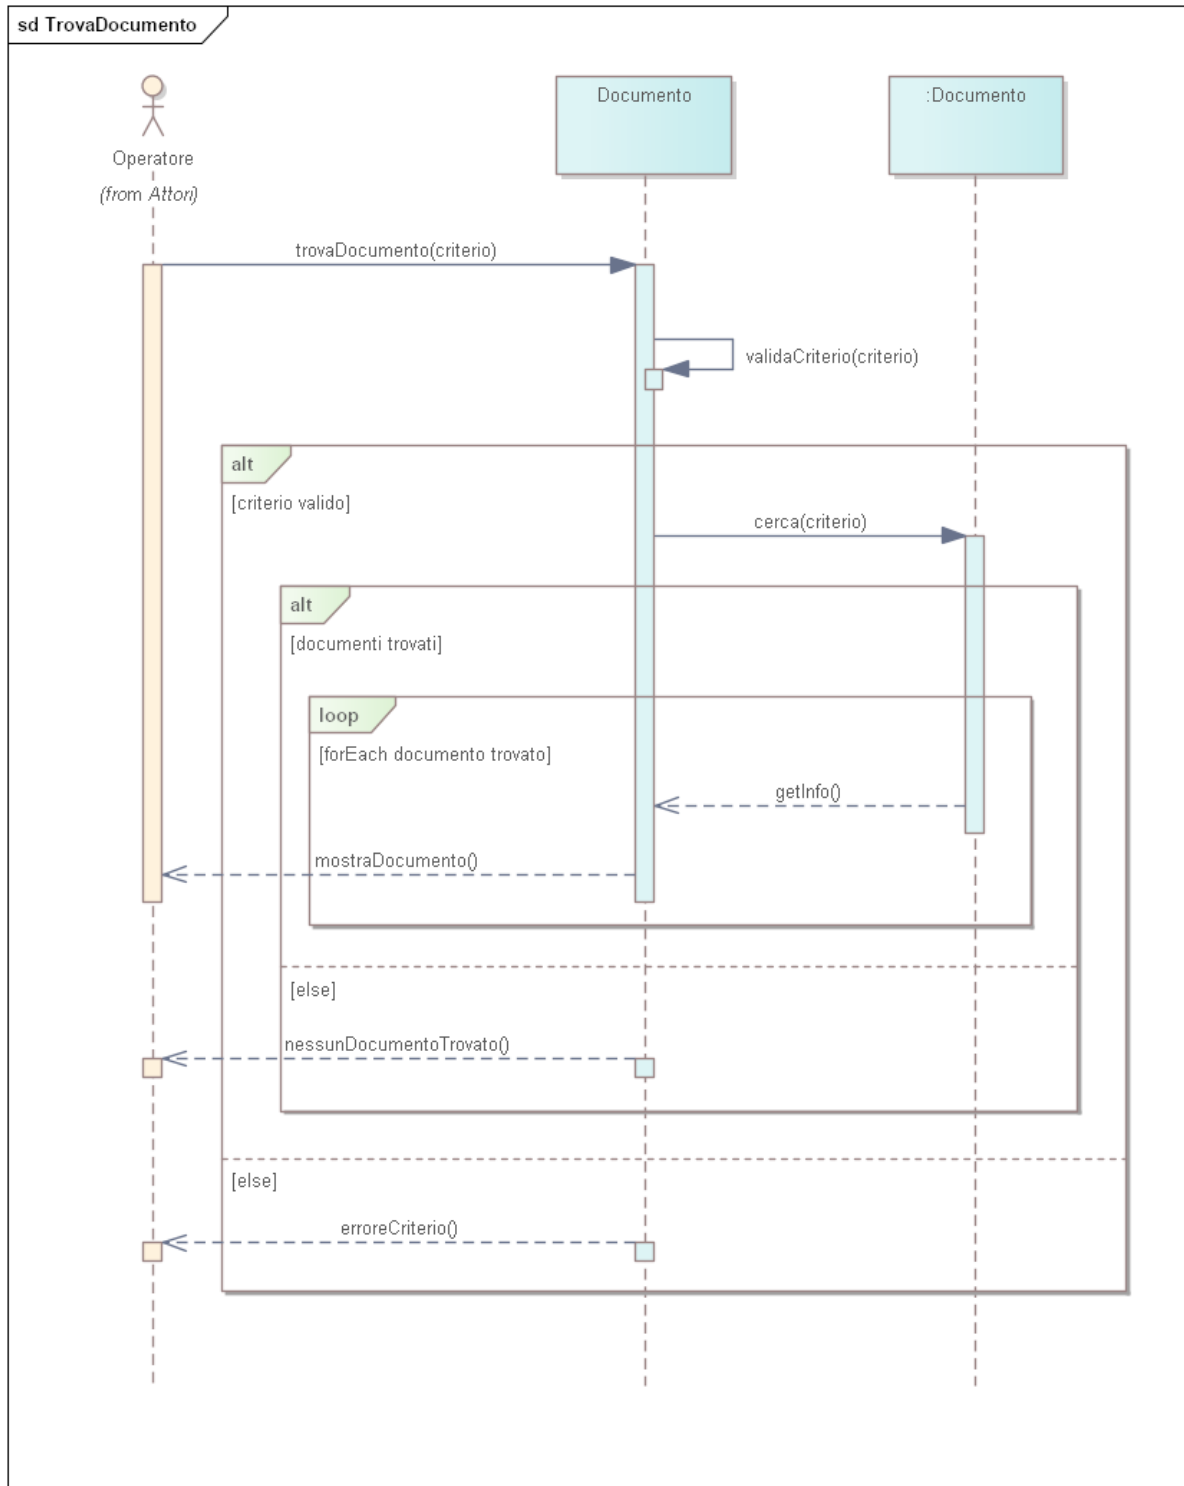 sd TrovaDocumento
Operatore
(from Attori)
Documento
:Documento
trovaDocumento(criterio)
validaCriterio(criterio)
alt
[criterio valido]
cerca(criterio)
alt
[documenti trovati]
loop
[forEach documento trovato]
getInfo()
mostraDocumento()
[else]
nessunDocumentoTrovato()
[else]
erroreCriterio()